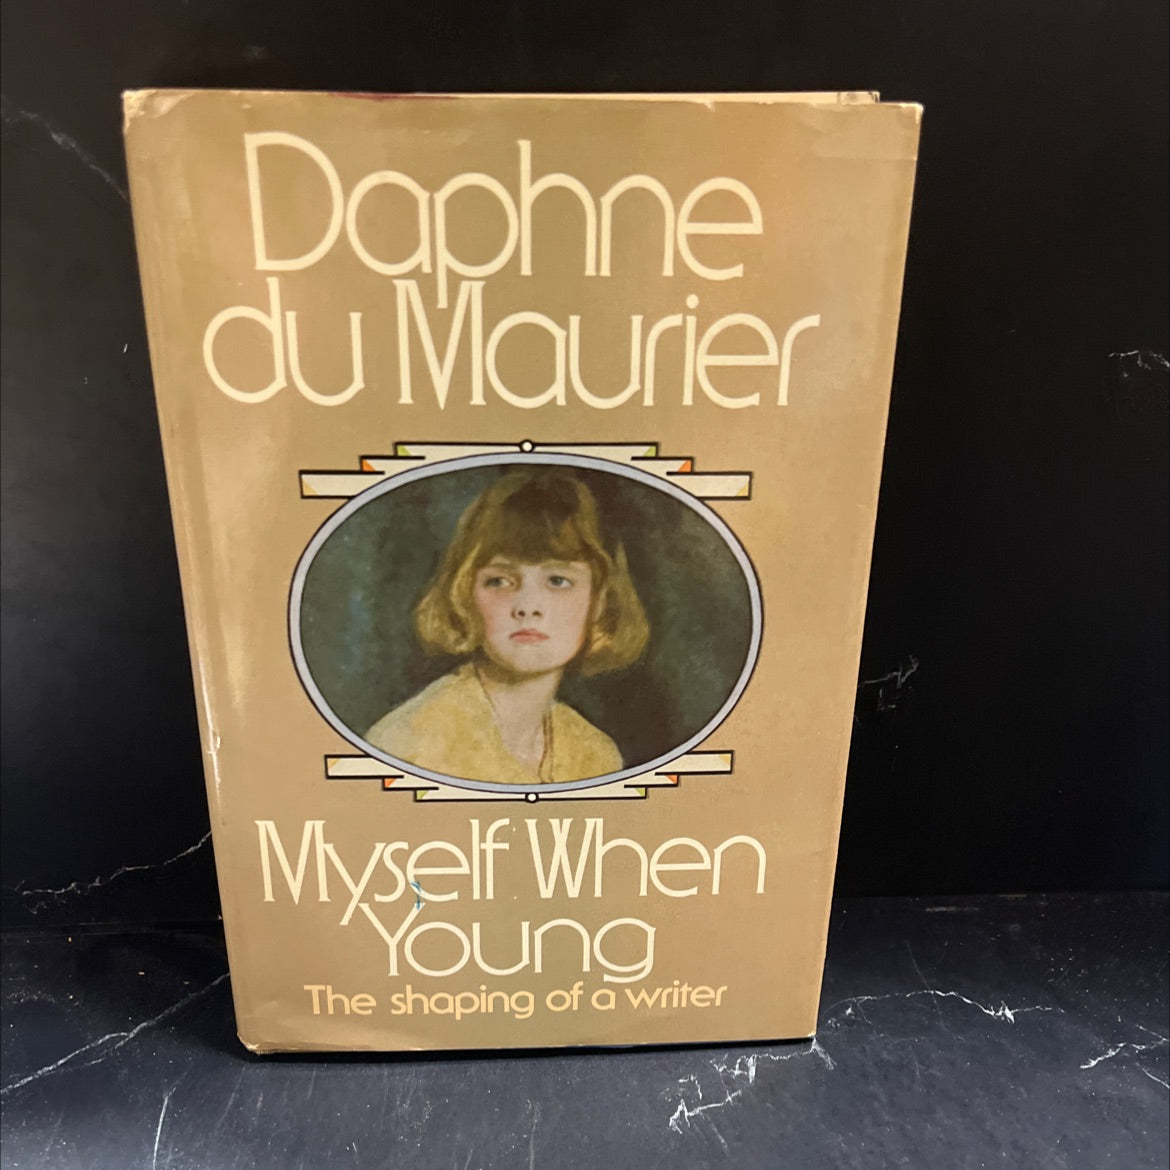 Daphne
du Maurier
Myself When
Young
The shaping of a writer